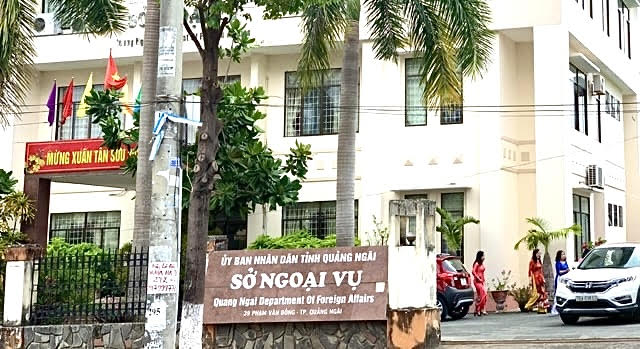 MỪNG XUÂN TÂN SỬU
ỦY BAN NHÂN DÂN TỈNH QUẢNG NGÃI
SỞ NGOẠI VỤ
Quang Ngai Department Of Foreign Affairs
39 PHẠM VĂN ĐỒNG - TP. QUẢNG NGÃI